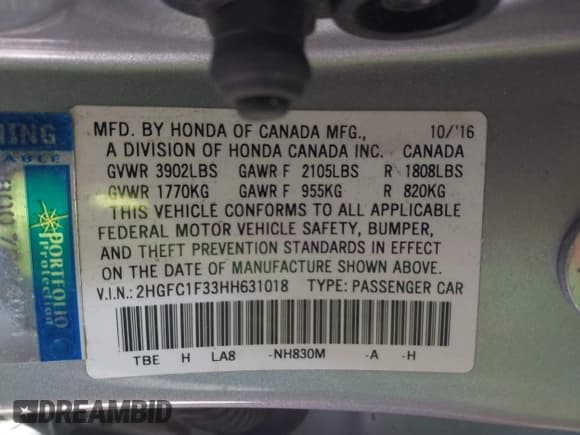 MFD. BY HONDA OF CANADA MFG., 10/'16
A DIVISION OF HONDA CANADA INC. CANADA
GVWR 3902LBS GAWR F 2105LBS R 1808LBS
GVWR 1770KG GAWR F 955KG R 820KG
THIS VEHICLE CONFORMS TO ALL APPLICABLE
FEDERAL MOTOR VEHICLE SAFETY, BUMPER,
AND THEFT PREVENTION STANDARDS IN EFFECT
ON THE DATE OF MANUFACTURE SHOWN ABOVE.
V.I.N.: 2HGFC1F33HH631018 TYPE: PASSENGER CAR
TBE H LA8 -NH830M -A -H
PORTFOLIO
Protection
DREAMBID